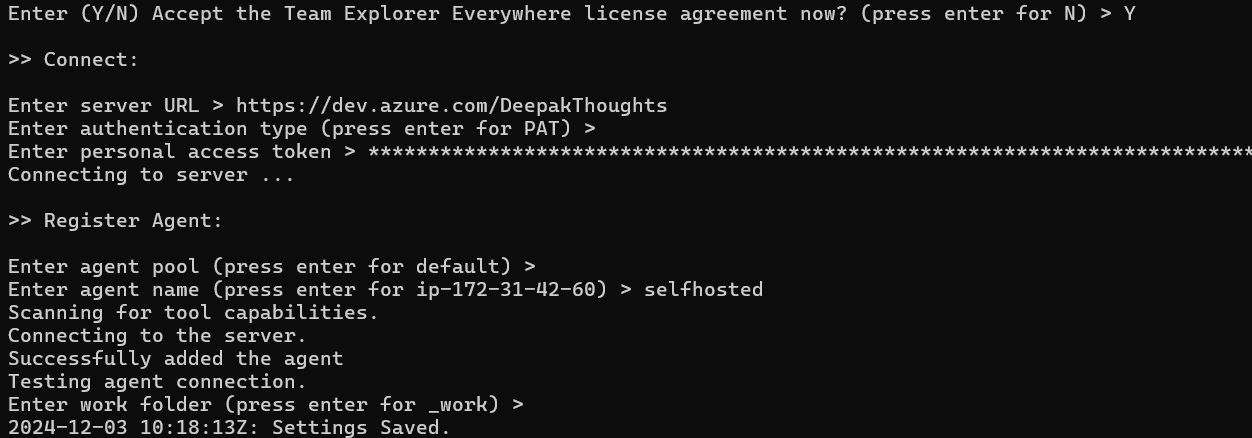 Enter (Y/N) Accept the Team Explorer Everywhere license agreement now? (press enter for N) > Y
>> Connect:
Enter server URL > https://dev.azure.com/DeepakThoughts
Enter authentication type (press enter for PAT) >
Enter personal access token > **************************************************************************
Connecting to server ...
>> Register Agent:
Enter agent pool (press enter for default) >
Enter agent name (press enter for ip-172-31-42-60) > selfhosted
Scanning for tool capabilities.
Connecting to the server.
Successfully added the agent
Testing agent connection.
Enter work folder (press enter for _work) >
2024-12-03 10:18:13Z: Settings Saved.